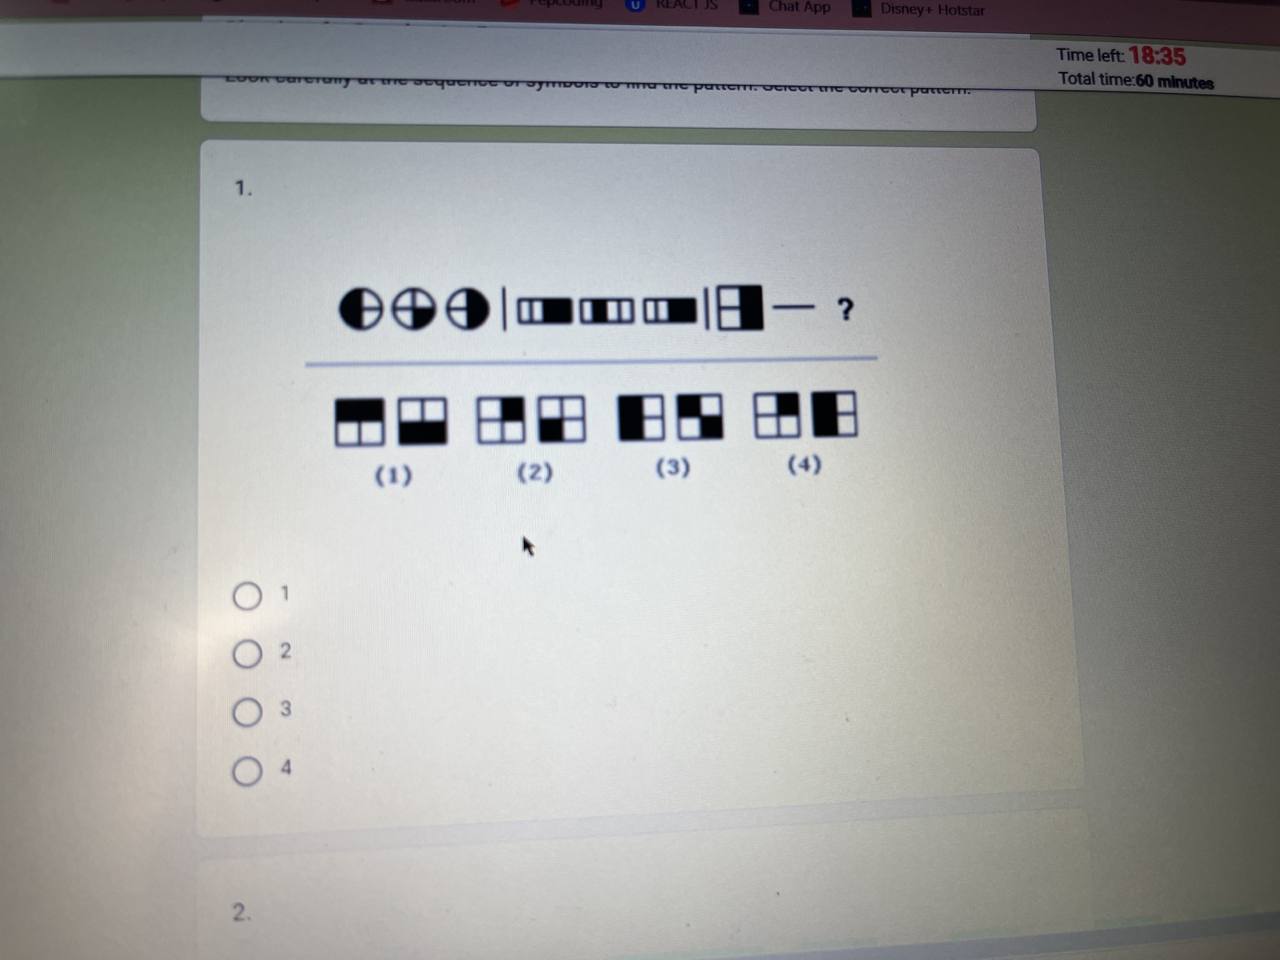 Pepcoding
REACT JS
Chat App
Disney+ Hotstar
Time left: 18:35
Total time:60 minutes
Look carefully at the sequence of symbols to find the pattern. Select the correct pattern.
1.
?
(1) (2) (3) (4)
1
2
3
4
2.